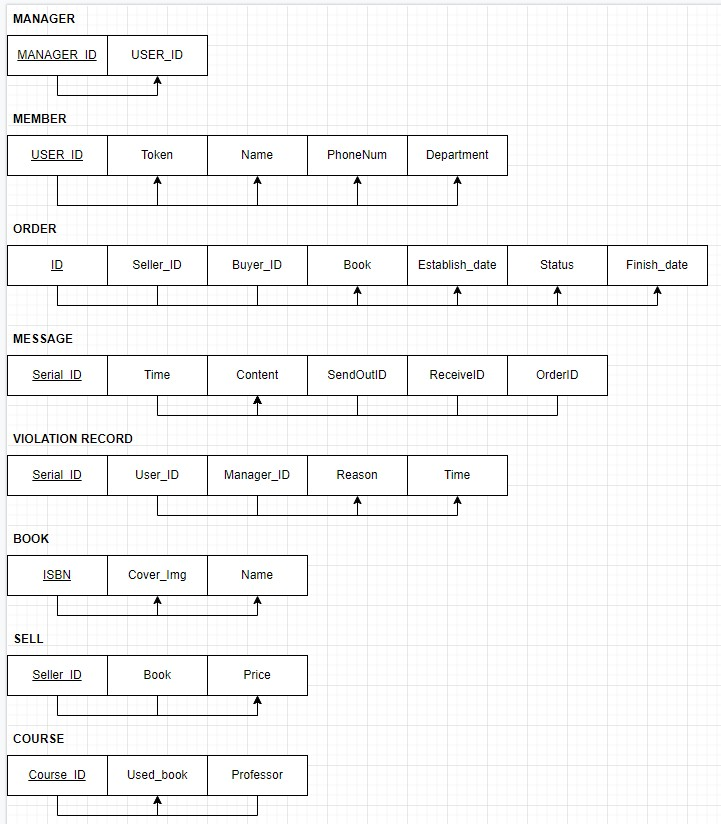 MANAGER
MANAGER_ID USER_ID
MEMBER
USER_ID Token Name PhoneNum Department
ORDER
ID Seller_ID Buyer_ID Book Establish_date Status Finish_date
MESSAGE
Serial_ID Time Content SendOutID ReceiveID OrderID
VIOLATION RECORD
Serial_ID User_ID Manager_ID Reason Time
BOOK
ISBN Cover_Img Name
SELL
Seller_ID Book Price
COURSE
Course_ID Used_book Professor